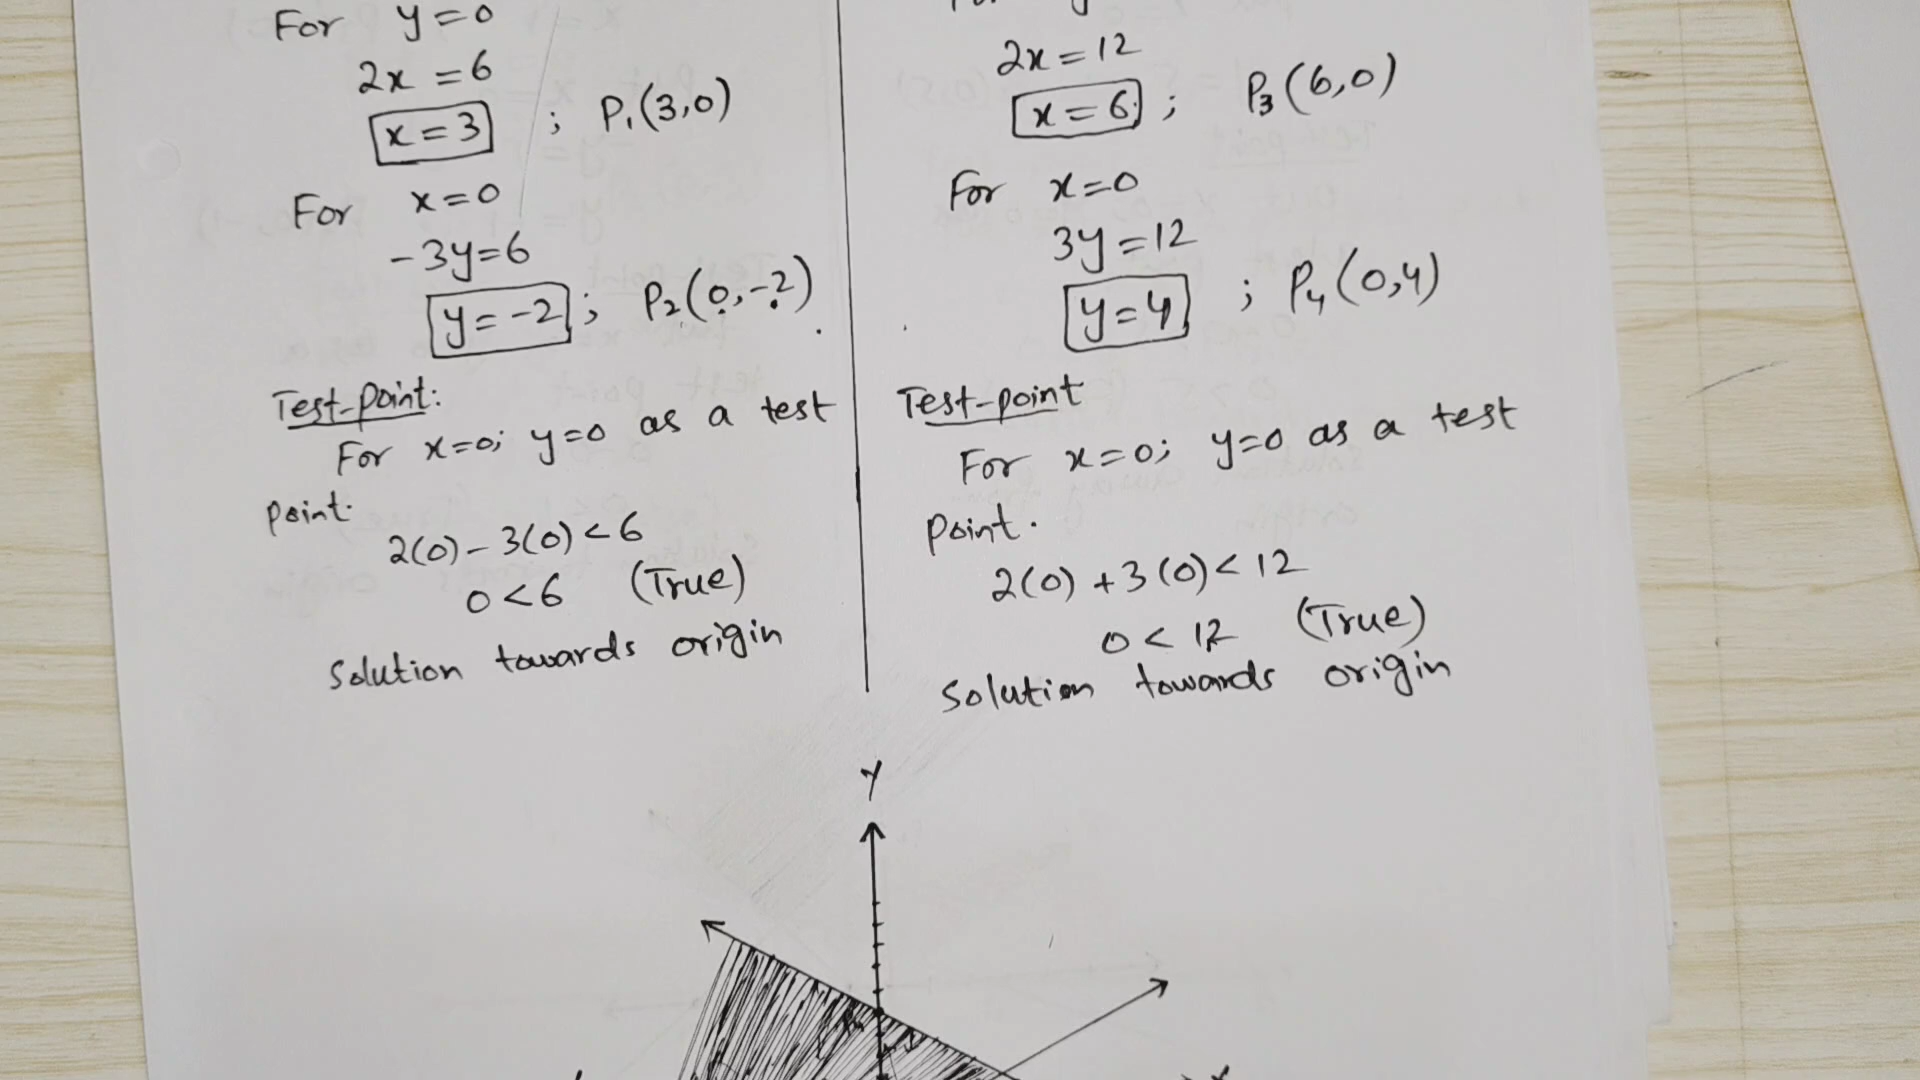 For y=0
2x = 6
x = 3 ; P₁(3,0)
For x=0
-3y=6
y=-2 ; P₂(0,-2)
Test-point:
For x=0; y=0 as a test
point.
2(0)-3(0)<6
0<6 (True)
Solution towards origin
2x=12
x=6 ; P₃(6,0)
For x=0
3y=12
y=4 ; P₄(0,4)
Test-point
For x=0; y=0 as a test
point.
2(0)+3(0)<12
0<12 (True)
Solution towards origin
Y